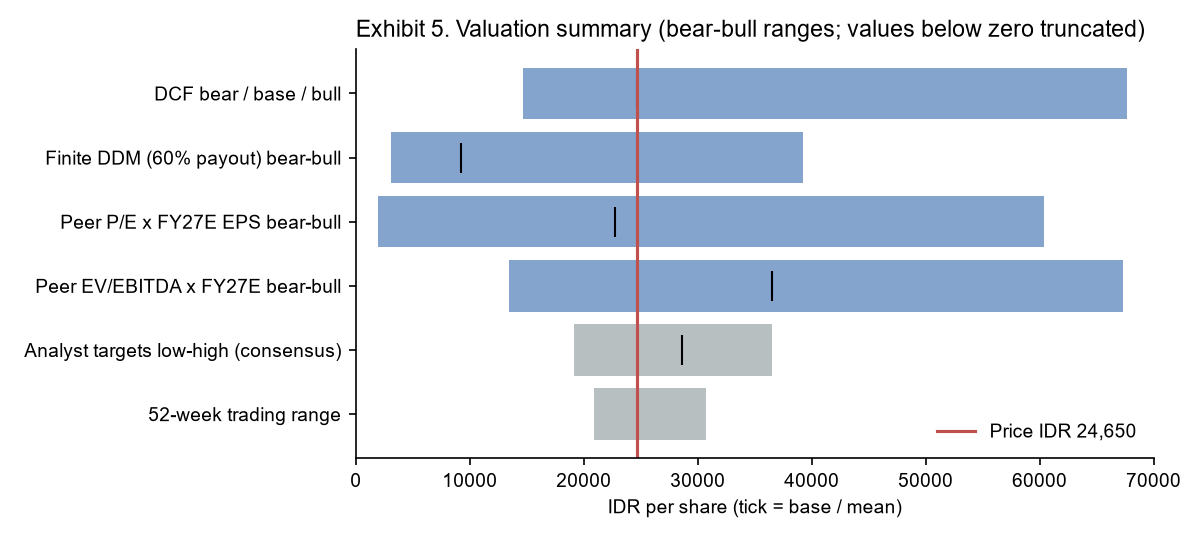 Exhibit 5. Valuation summary (bear-bull ranges; values below zero truncated)
DCF bear / base / bull
Finite DDM (60% payout) bear-bull
Peer P/E x FY27E EPS bear-bull
Peer EV/EBITDA x FY27E bear-bull
Analyst targets low-high (consensus)
52-week trading range
Price IDR 24,650
0 10000 20000 30000 40000 50000 60000 70000
IDR per share (tick = base / mean)